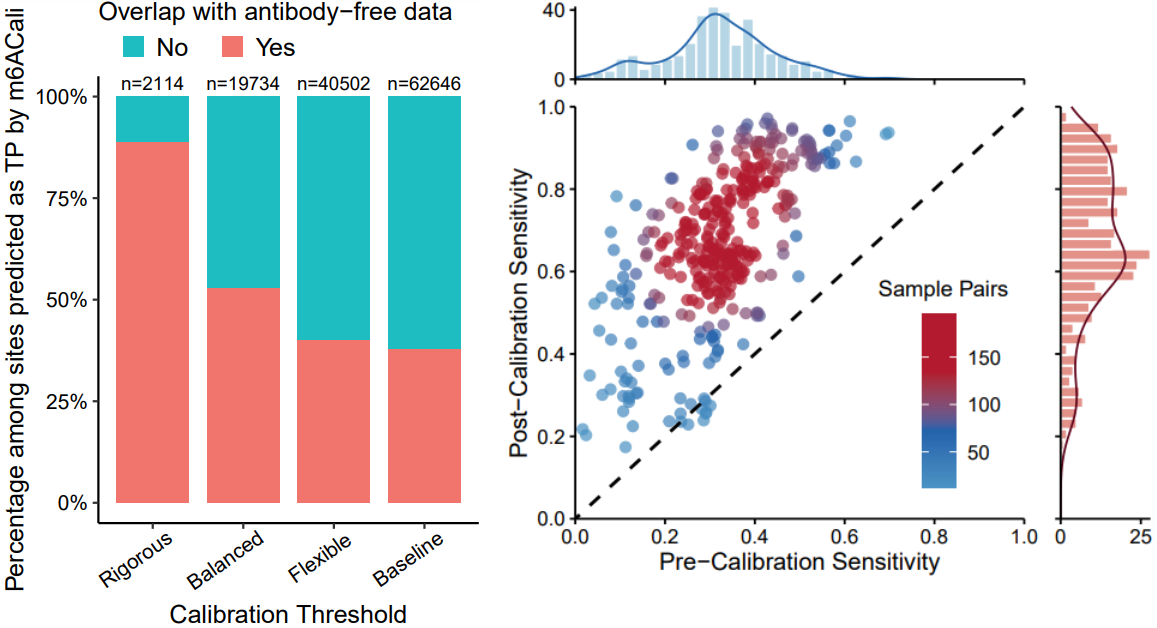 Overlap with antibody−free data
No Yes
Percentage among sites predicted as TP by m6ACali
n=2114 n=19734 n=40502 n=62646
100%
75%
50%
25%
0%
Rigorous Balanced Flexible Baseline
Calibration Threshold
40
0
Post−Calibration Sensitivity
1.0
0.8
0.6
0.4
0.2
0.0
0.0 0.2 0.4 0.6 0.8 1.0
Pre−Calibration Sensitivity
Sample Pairs
150
100
50
0 25